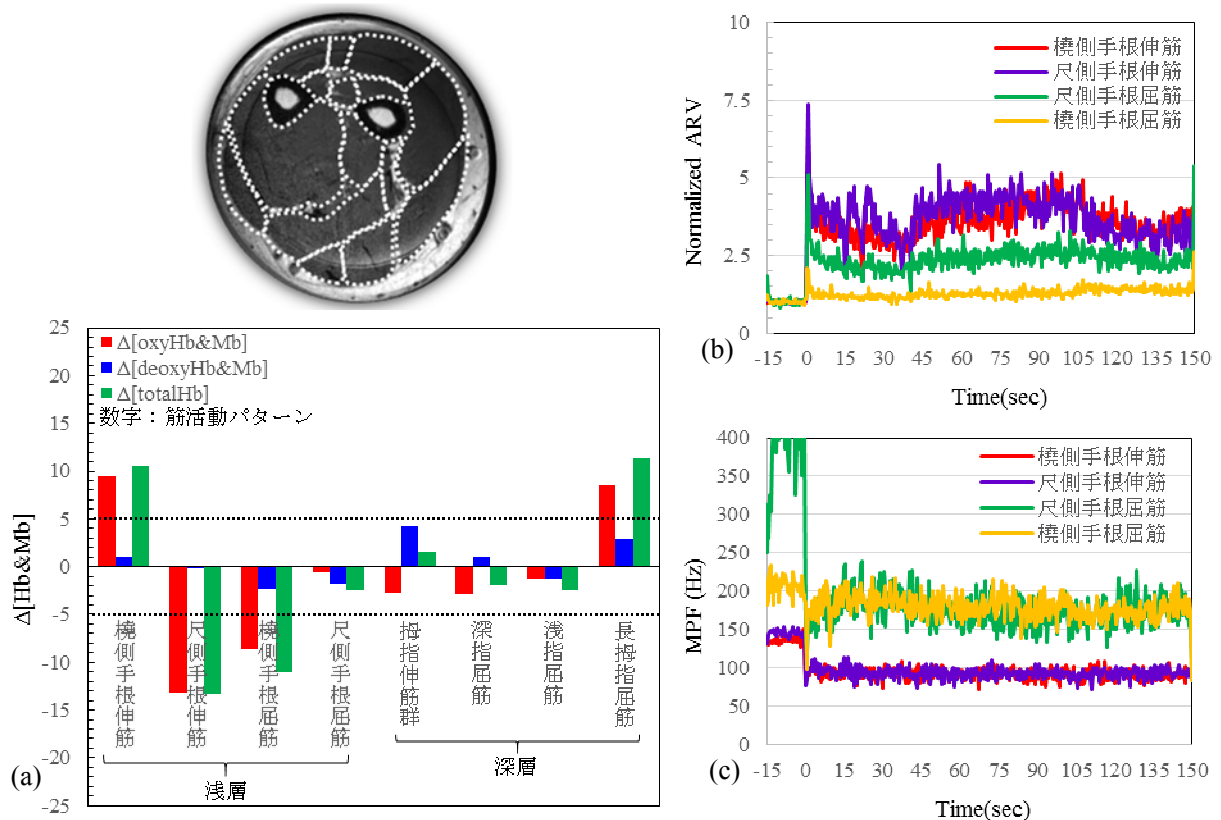 25
20
15
10
5
0
-5
-10
-15
-20
-25
Δ[Hb&Mb]
Δ[oxyHb&Mb]
Δ[deoxyHb&Mb]
Δ[totalHb]
数字：筋活動パターン
橈側手根伸筋
尺側手根伸筋
橈側手根屈筋
尺側手根屈筋
拇指伸筋群
深指屈筋
浅指屈筋
長拇指屈筋
浅層
深層
(a)
10
7.5
5
2.5
0
Normalized ARV
橈側手根伸筋
尺側手根伸筋
尺側手根屈筋
橈側手根屈筋
-15 0 15 30 45 60 75 90 105 120 135 150
Time(sec)
(b)
400
350
300
250
200
150
100
50
0
MPF (Hz)
橈側手根伸筋
尺側手根伸筋
尺側手根屈筋
橈側手根屈筋
-15 0 15 30 45 60 75 90 105 120 135 150
Time(sec)
(c)